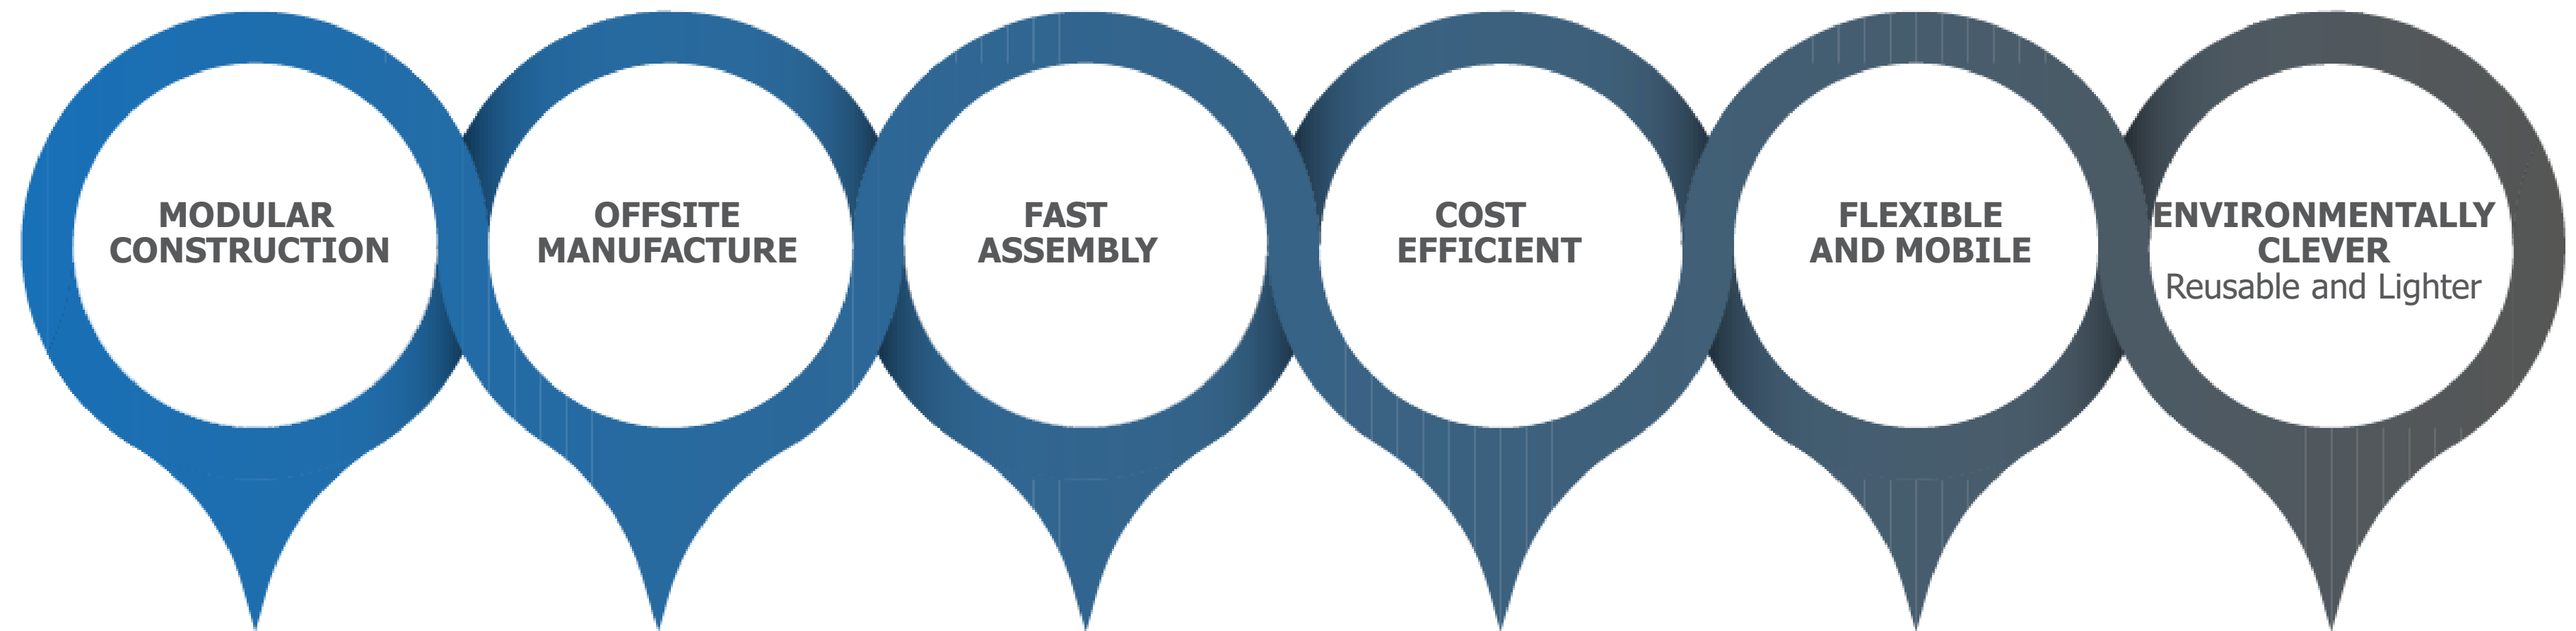 MODULAR
CONSTRUCTION
OFFSITE
MANUFACTURE
FAST
ASSEMBLY
COST
EFFICIENT
FLEXIBLE
AND MOBILE
ENVIRONMENTALLY
CLEVER
Reusable and Lighter